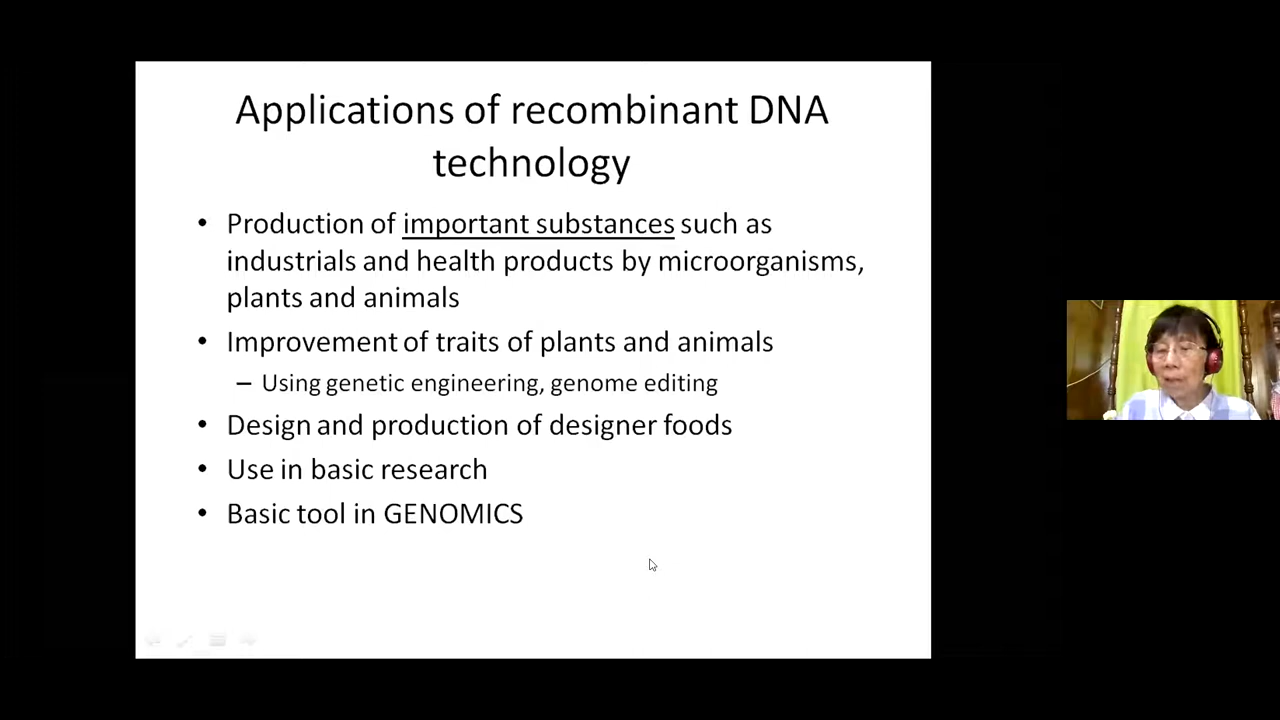 Applications of recombinant DNA
technology
• Production of important substances such as
industrials and health products by microorganisms,
plants and animals
• Improvement of traits of plants and animals
– Using genetic engineering, genome editing
• Design and production of designer foods
• Use in basic research
• Basic tool in GENOMICS